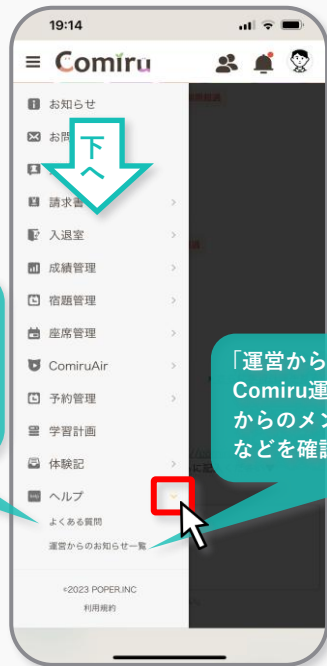 19:14
Comiru
お知らせ
お問
下
へ
請求書
入退室
成績管理
宿題管理
座席管理
ComiruAir
予約管理
学習計画
体験記
ヘルプ
よくある質問
運営からのお知らせ一覧
©2023 POPER.INC
利用規約
「運営から
Comiru運
からのメン
などを確認